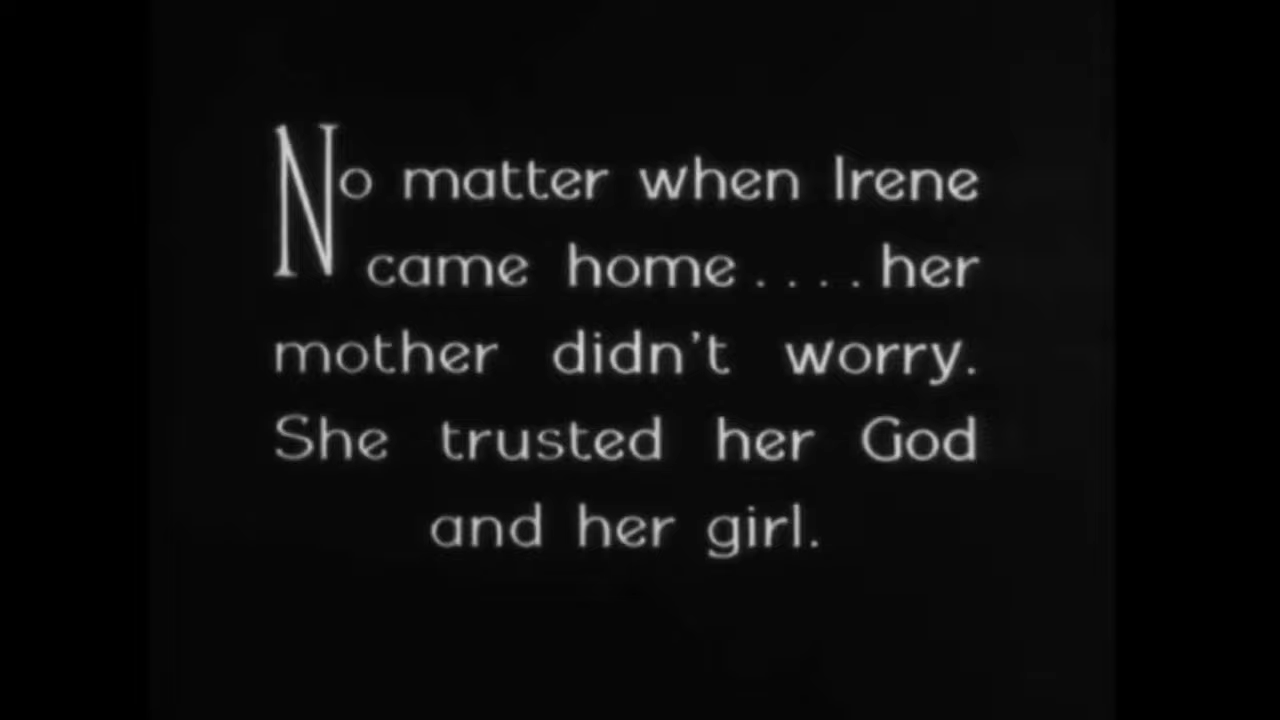 No matter when Irene
came home....her
mother didn't worry.
She trusted her God
and her girl.